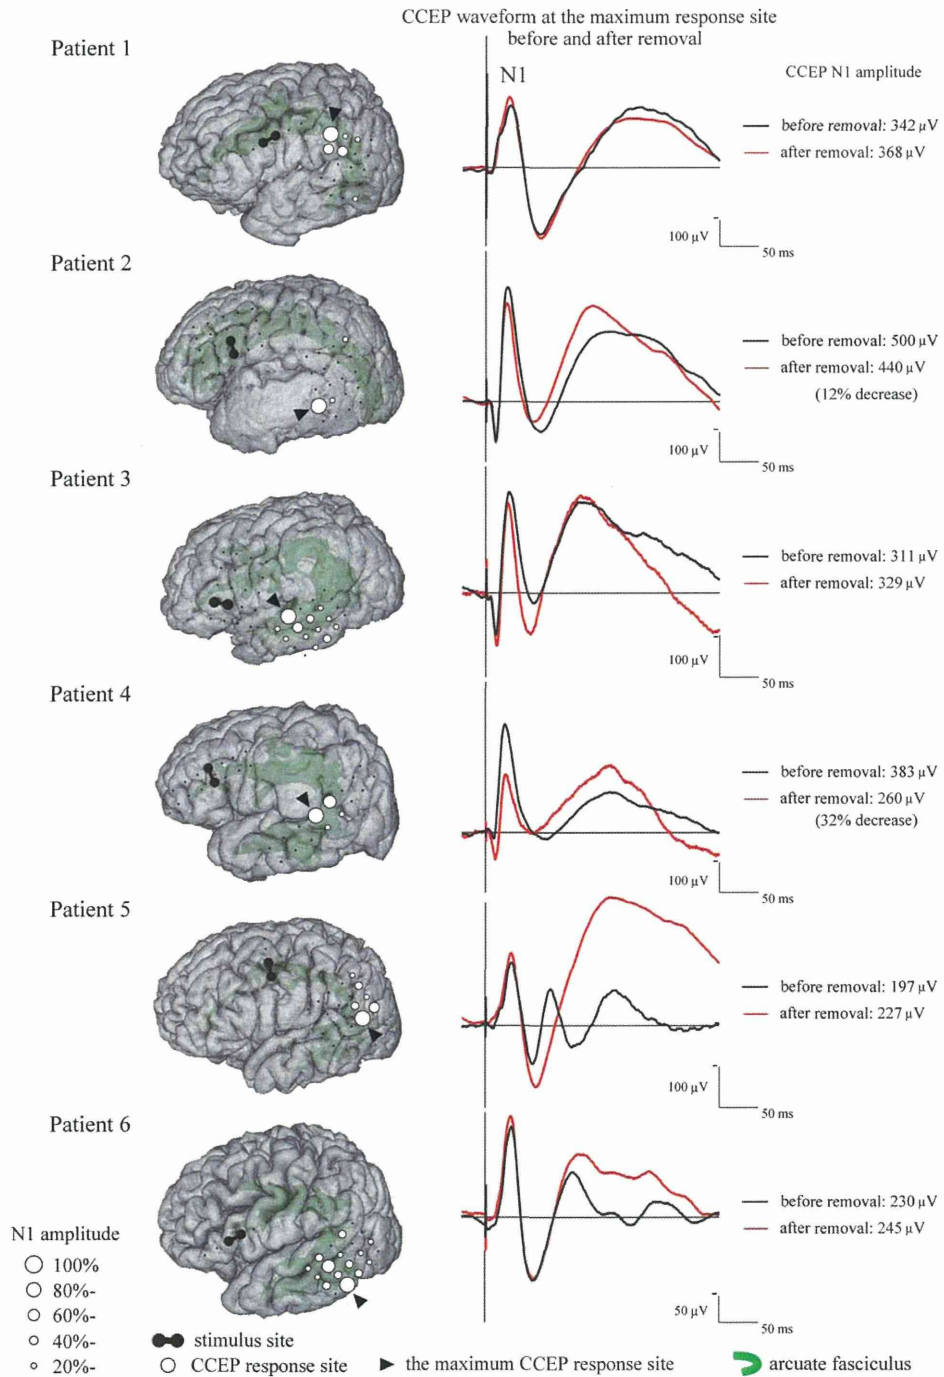 CCEP waveform at the maximum response site
before and after removal
Patient 1
N1
CCEP N1 amplitude
before removal: 342 µV
after removal: 368 µV
100 µV
50 ms
Patient 2
before removal: 500 µV
after removal: 440 µV
(12% decrease)
100 µV
50 ms
Patient 3
before removal: 311 µV
after removal: 329 µV
100 µV
50 ms
Patient 4
before removal: 383 µV
after removal: 260 µV
(32% decrease)
100 µV
50 ms
Patient 5
before removal: 197 µV
after removal: 227 µV
100 µV
50 ms
Patient 6
before removal: 230 µV
after removal: 245 µV
50 µV
50 ms
N1 amplitude
100%
80%-
60%-
40%-
20%-
stimulus site
CCEP response site
the maximum CCEP response site
arcuate fasciculus